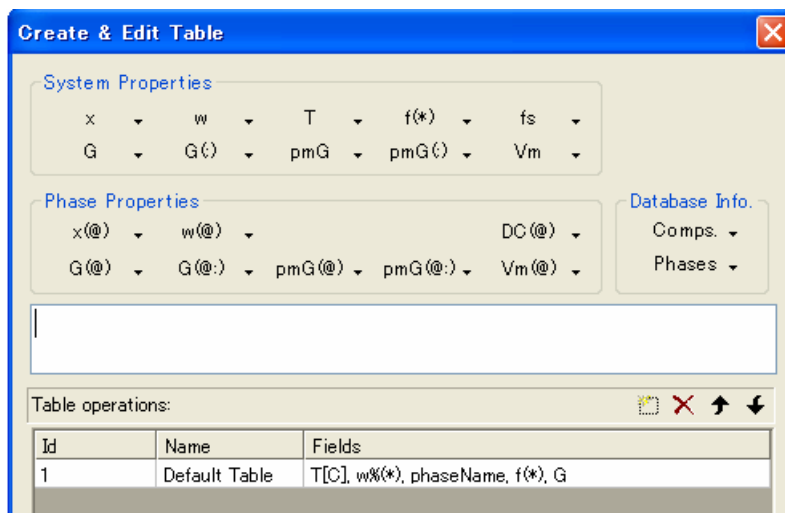 Create & Edit Table
System Properties
x w T f(*) fs
G G(:) pmG pmG(:) Vm
Phase Properties Database Info.
x(@) w(@) DC(@) Comps.
G(@) G(@:) pmG(@) pmG(@:) Vm(@) Phases
Table operations:
Id Name Fields
1 Default Table T[C], w%(*), phaseName, f(*), G